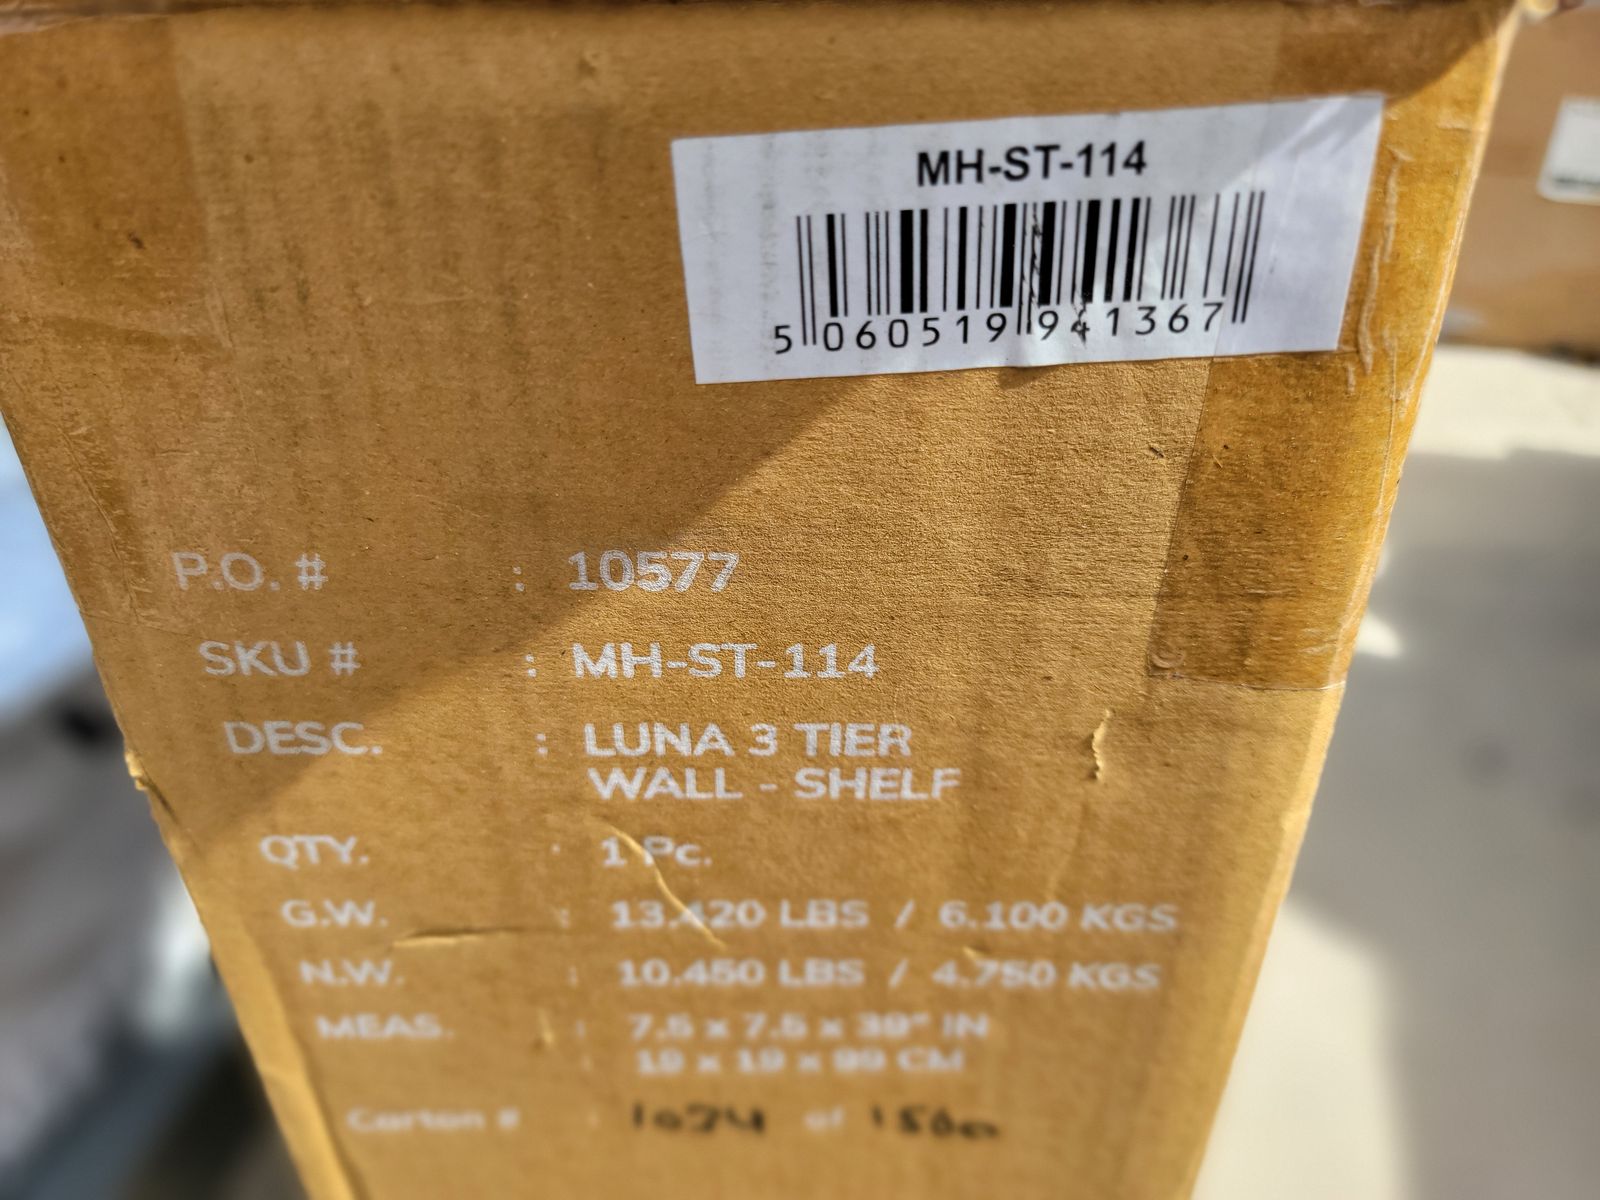 MH-ST-114
5 060519 941367
P.O. # : 10577
SKU # : MH-ST-114
DESC. : LUNA 3 TIER
WALL - SHELF
QTY. : 1 Pc.
G.W. : 13.420 LBS / 6.100 KGS
N.W. : 10.450 LBS / 4.750 KGS
MEAS. : 7.5 x 7.5 x 39" IN
: 19 x 19 x 99 CM
Carton # : 1024 of 1500